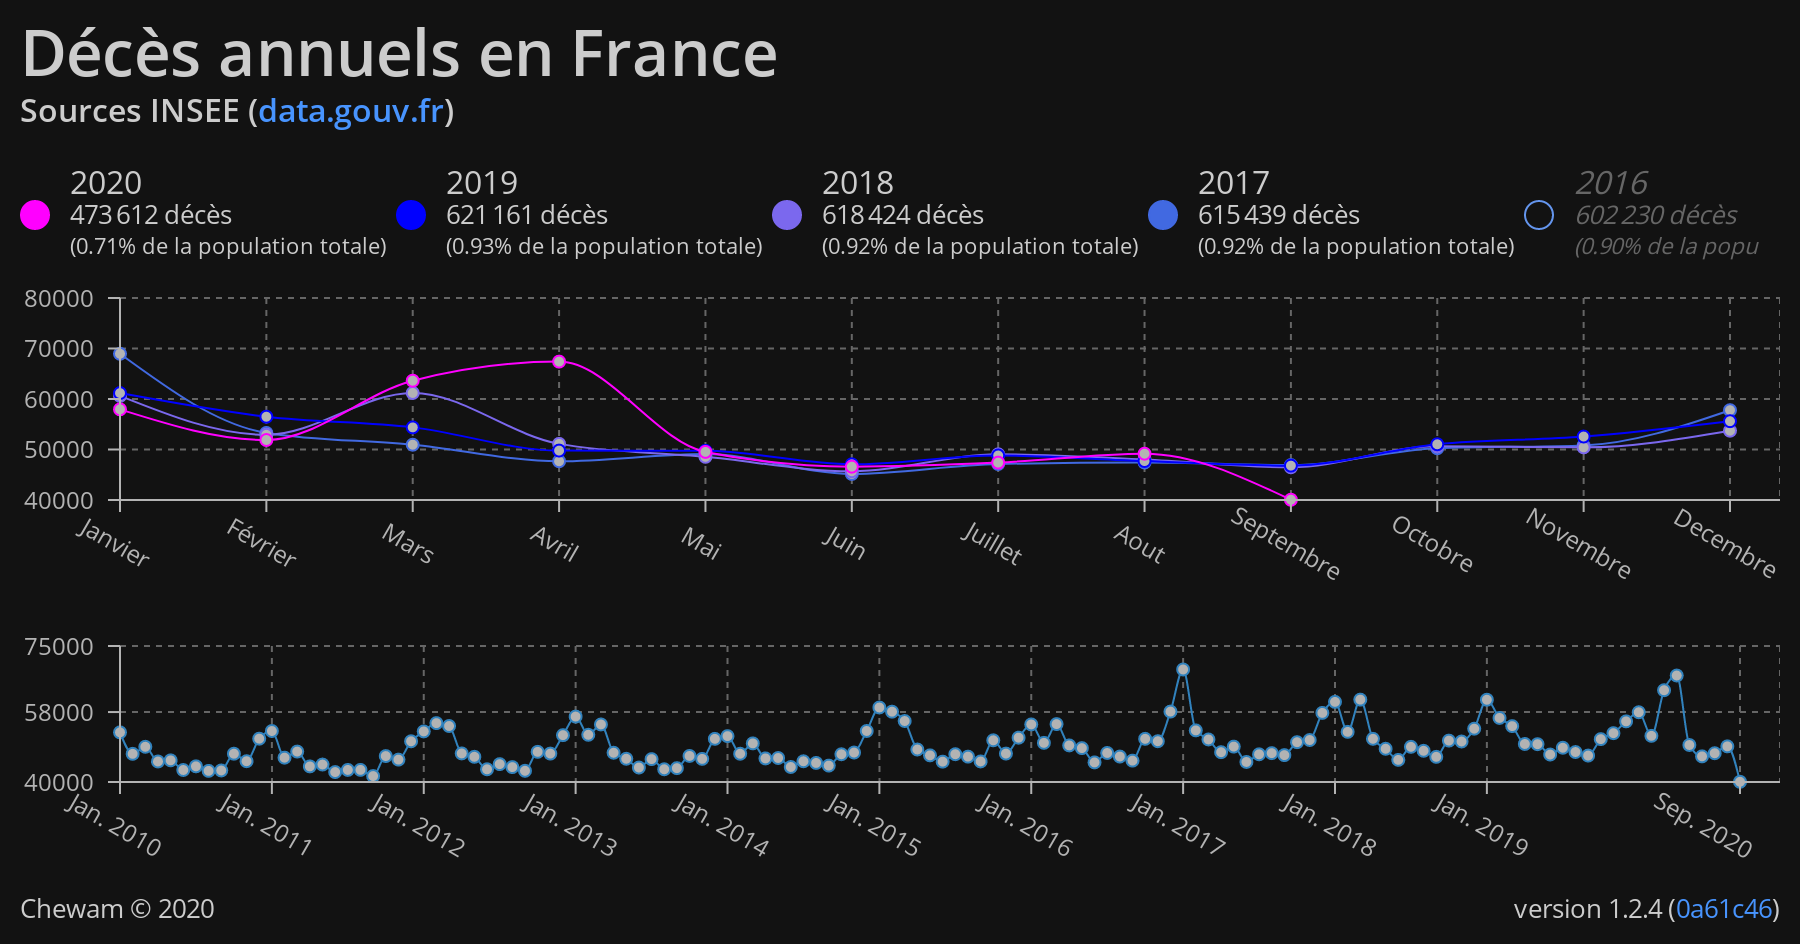 Décès annuels en France
Sources INSEE (data.gouv.fr)
2020 2019 2018 2017 2016
473 612 décès 621 161 décès 618 424 décès 615 439 décès 602 230 décès
(0.71% de la population totale) (0.93% de la population totale) (0.92% de la population totale) (0.92% de la population totale) (0.90% de la popu
80000
70000
60000
50000
40000
Janvier Février Mars Avril Mai Juin Juillet Aout Septembre Octobre Novembre Decembre
75000
58000
40000
Jan. 2010 Jan. 2011 Jan. 2012 Jan. 2013 Jan. 2014 Jan. 2015 Jan. 2016 Jan. 2017 Jan. 2018 Jan. 2019 Sep. 2020
Chewam © 2020 version 1.2.4 (0a61c46)